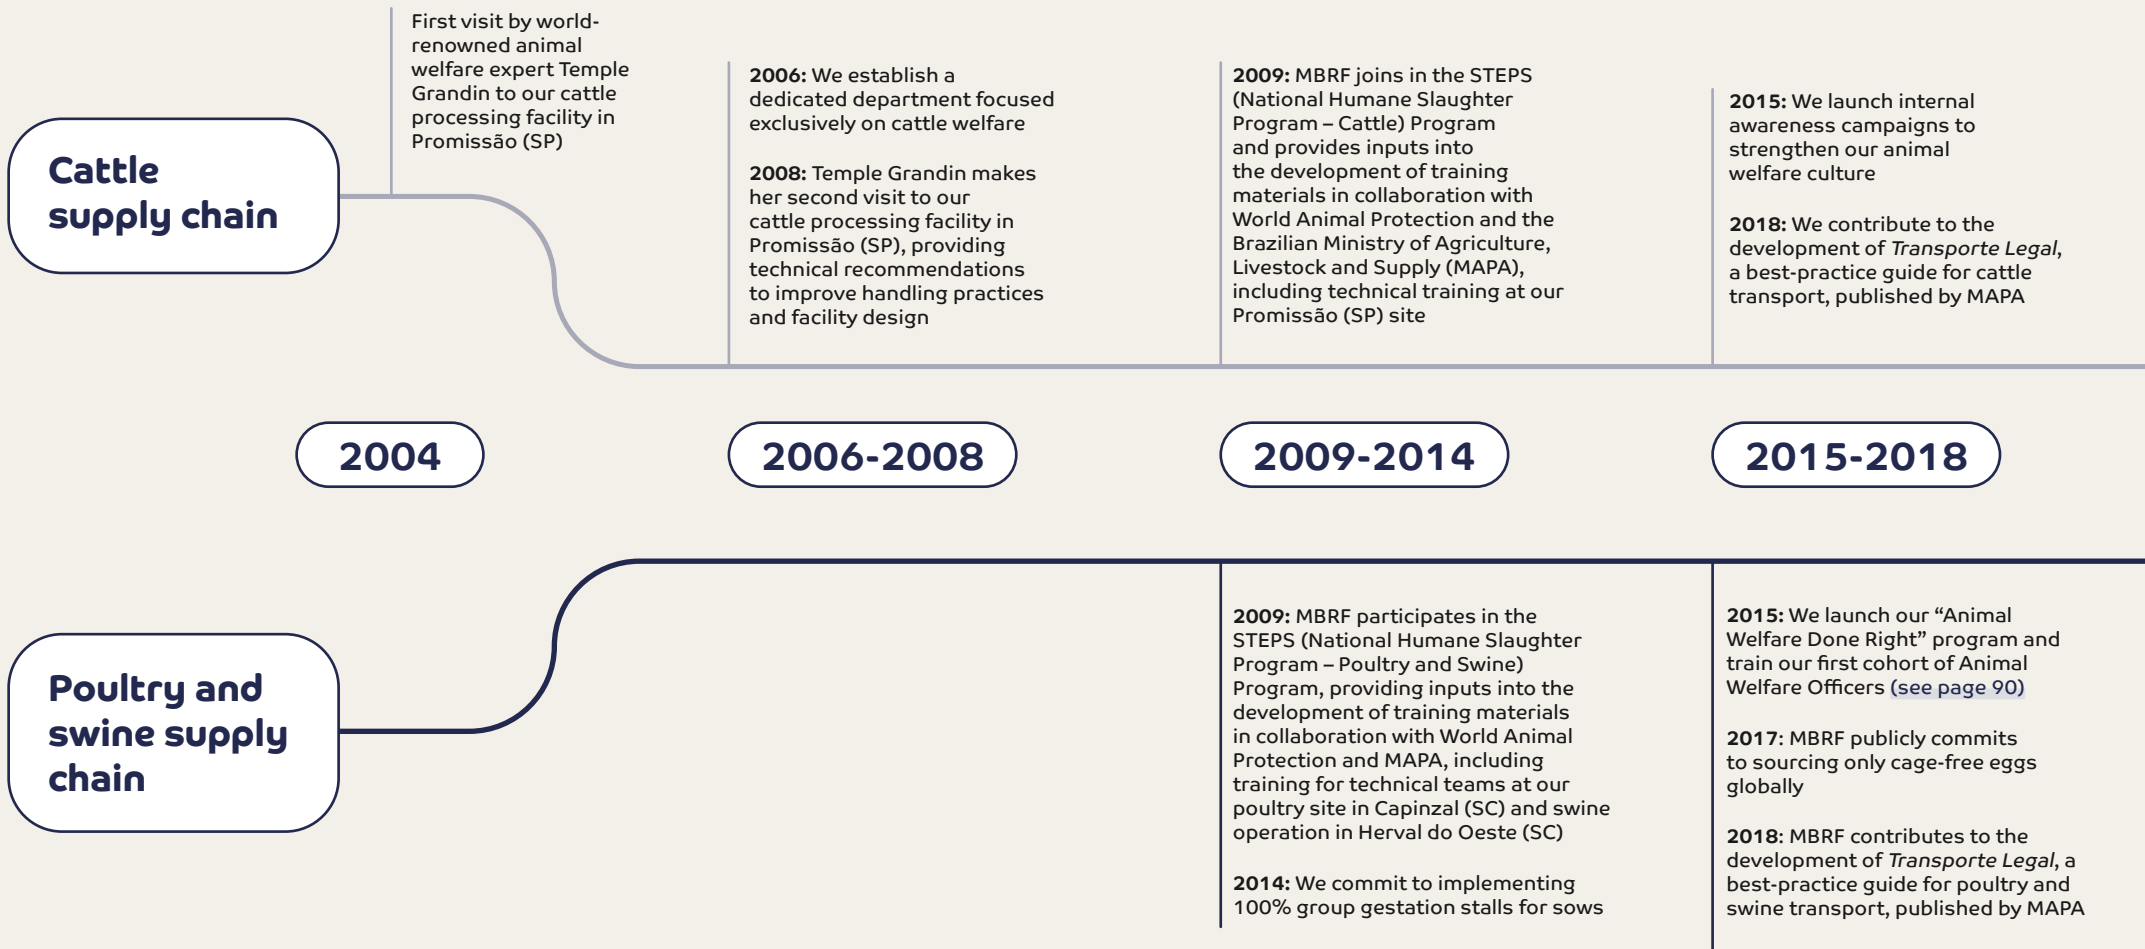 First visit by world-
renowned animal
welfare expert Temple
Grandin to our cattle
processing facility in
Promissão (SP)
2006: We establish a
dedicated department focused
exclusively on cattle welfare
2008: Temple Grandin makes
her second visit to our
cattle processing facility in
Promissão (SP), providing
technical recommendations
to improve handling practices
and facility design
2009: MBRF joins in the STEPS
(National Humane Slaughter
Program – Cattle) Program
and provides inputs into
the development of training
materials in collaboration with
World Animal Protection and the
Brazilian Ministry of Agriculture,
Livestock and Supply (MAPA),
including technical training at our
Promissão (SP) site
2015: We launch internal
awareness campaigns to
strengthen our animal
welfare culture
2018: We contribute to the
development of Transporte Legal,
a best-practice guide for cattle
transport, published by MAPA
Cattle
supply chain
2004
2006-2008
2009-2014
2015-2018
Poultry and
swine supply
chain
2009: MBRF participates in the
STEPS (National Humane Slaughter
Program – Poultry and Swine)
Program, providing inputs into the
development of training materials
in collaboration with World Animal
Protection and MAPA, including
training for technical teams at our
poultry site in Capinzal (SC) and swine
operation in Herval do Oeste (SC)
2014: We commit to implementing
100% group gestation stalls for sows
2015: We launch our “Animal
Welfare Done Right” program and
train our first cohort of Animal
Welfare Officers (see page 90)
2017: MBRF publicly commits
to sourcing only cage-free eggs
globally
2018: MBRF contributes to the
development of Transporte Legal, a
best-practice guide for poultry and
swine transport, published by MAPA